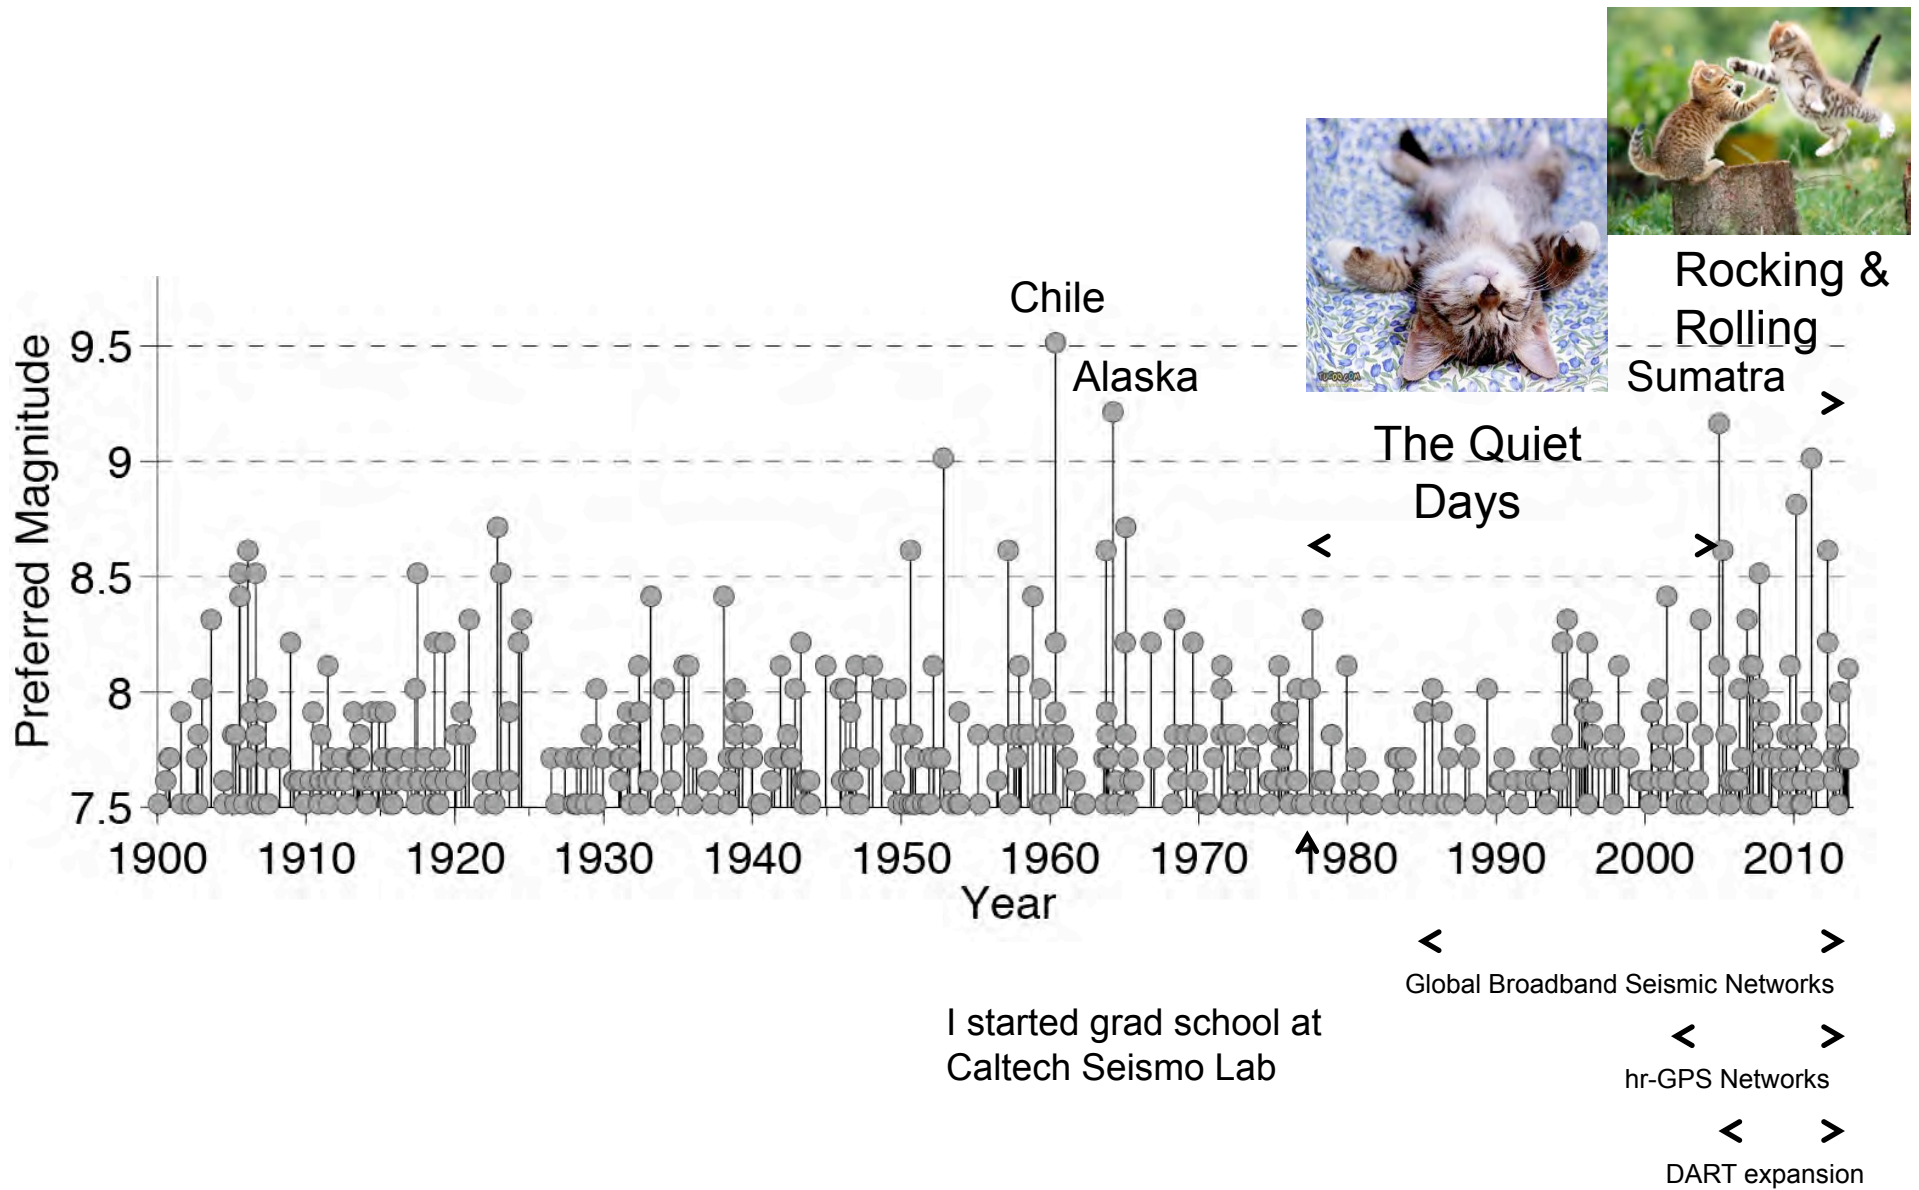 Rocking &
Rolling
Chile
Alaska
Sumatra
>
The Quiet
Days
< >
Preferred Magnitude
9.5
9
8.5
8
7.5
1900 1910 1920 1930 1940 1950 1960 1970 1980 1990 2000 2010
Year
< >
Global Broadband Seismic Networks
I started grad school at
Caltech Seismo Lab
< >
hr-GPS Networks
< >
DART expansion